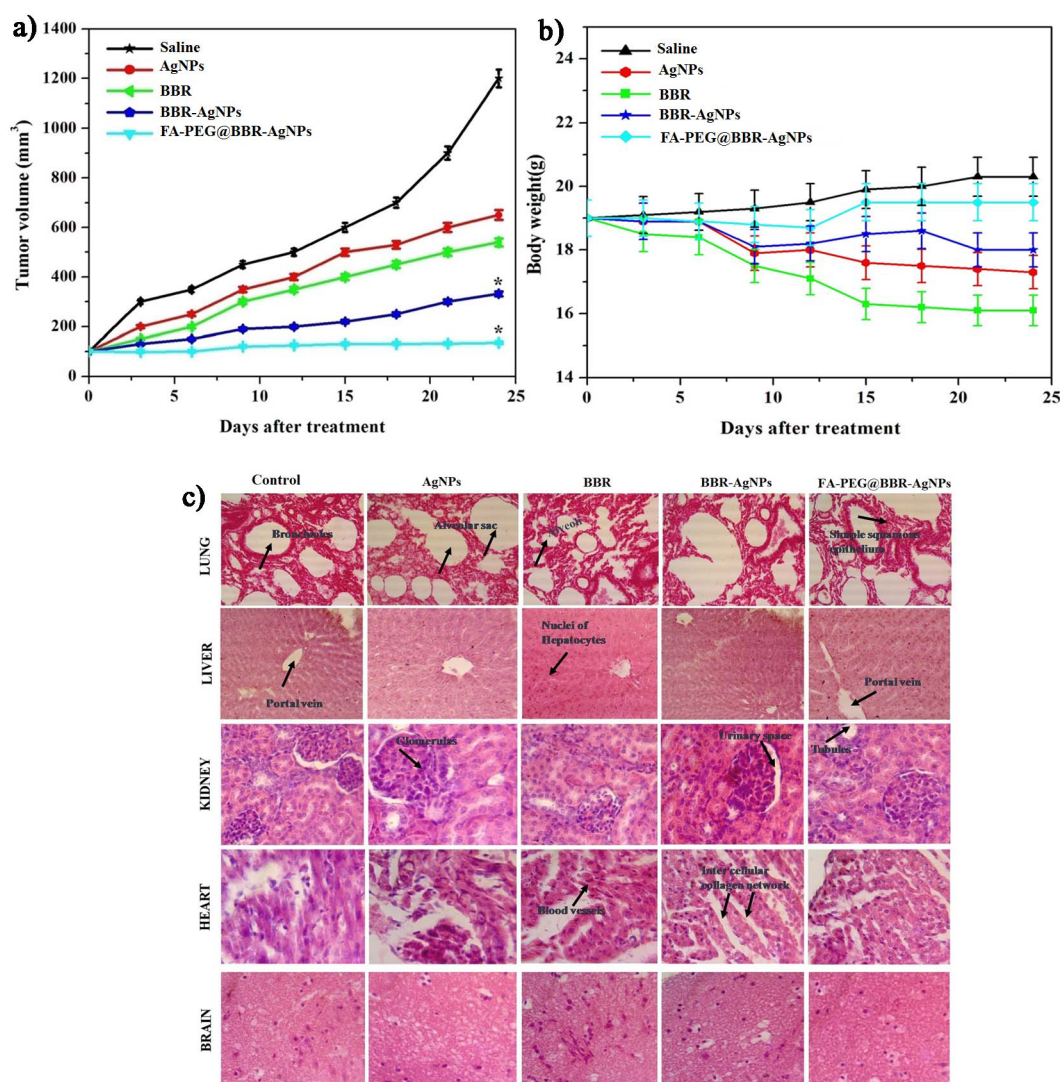 a)
1400
1200
1000
800
600
400
200
0
Tumor volume (mm³)
Saline
AgNPs
BBR
BBR-AgNPs
FA-PEG@BBR-AgNPs
*
*
0 5 10 15 20 25
Days after treatment
b)
24
22
20
18
16
14
Body weight(g)
Saline
AgNPs
BBR
BBR-AgNPs
FA-PEG@BBR-AgNPs
0 5 10 15 20 25
Days after treatment
c)
Control AgNPs BBR BBR-AgNPs FA-PEG@BBR-AgNPs
LUNG
Bronchioles
Alveolar sac
Alveoli
Simple squamous
epithelium
LIVER
Portal vein
Nuclei of
Hepatocytes
Portal vein
KIDNEY
Glomerulas
Urinary space
Tubules
HEART
Blood vessels
Inter cellular
collagen network
BRAIN